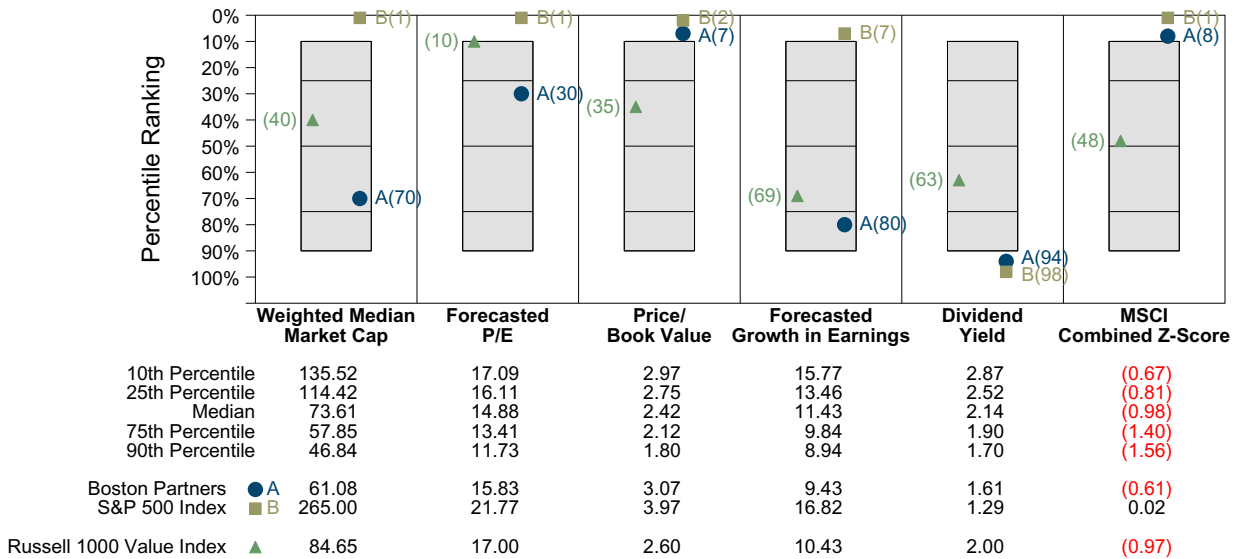 Percentile Ranking
0%
10%
20%
30%
40%
50%
60%
70%
80%
90%
100%
B(1)
(40)
A(70)
B(1)
(10)
A(30)
B(2)
A(7)
(35)
B(7)
(69)
A(80)
(63)
A(94)
B(98)
B(1)
A(8)
(48)
Weighted Median Market Cap
Forecasted P/E
Price/ Book Value
Forecasted Growth in Earnings
Dividend Yield
MSCI Combined Z-Score
10th Percentile 135.52 17.09 2.97 15.77 2.87 (0.67)
25th Percentile 114.42 16.11 2.75 13.46 2.52 (0.81)
Median 73.61 14.88 2.42 11.43 2.14 (0.98)
75th Percentile 57.85 13.41 2.12 9.84 1.90 (1.40)
90th Percentile 46.84 11.73 1.80 8.94 1.70 (1.56)
Boston Partners A 61.08 15.83 3.07 9.43 1.61 (0.61)
S&P 500 Index B 265.00 21.77 3.97 16.82 1.29 0.02
Russell 1000 Value Index 84.65 17.00 2.60 10.43 2.00 (0.97)